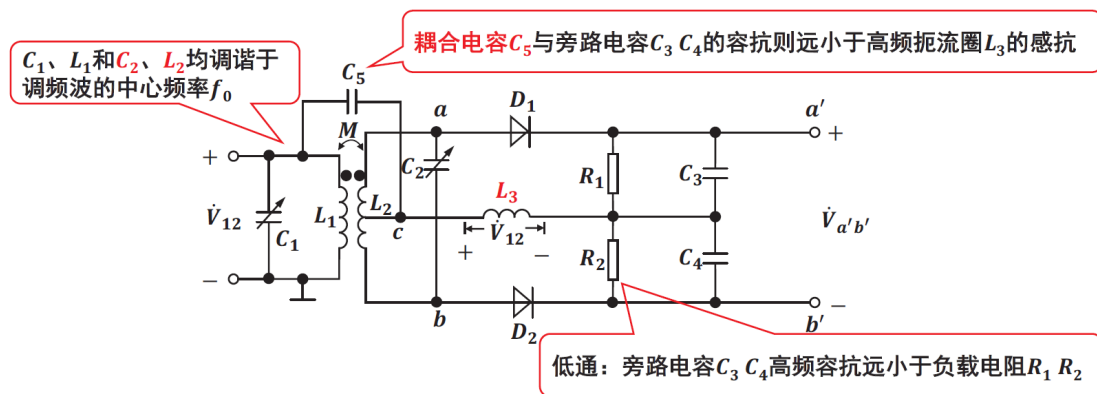 耦合电容C₅与旁路电容C₃ C₄的容抗则远小于高频扼流圈L₃的感抗
C₁、L₁和C₂、L₂均调谐于
调频波的中心频率f₀
C₅
a
D₁
a′
+
M
+
C₂
R₁
C₃
L₃
V̇₁₂
L₁
L₂
c
V̇ₐ′b′
C₁
+
V̇₁₂
−
R₂
C₄
−
b
D₂
−
b′
低通：旁路电容C₃ C₄高频容抗远小于负载电阻R₁ R₂